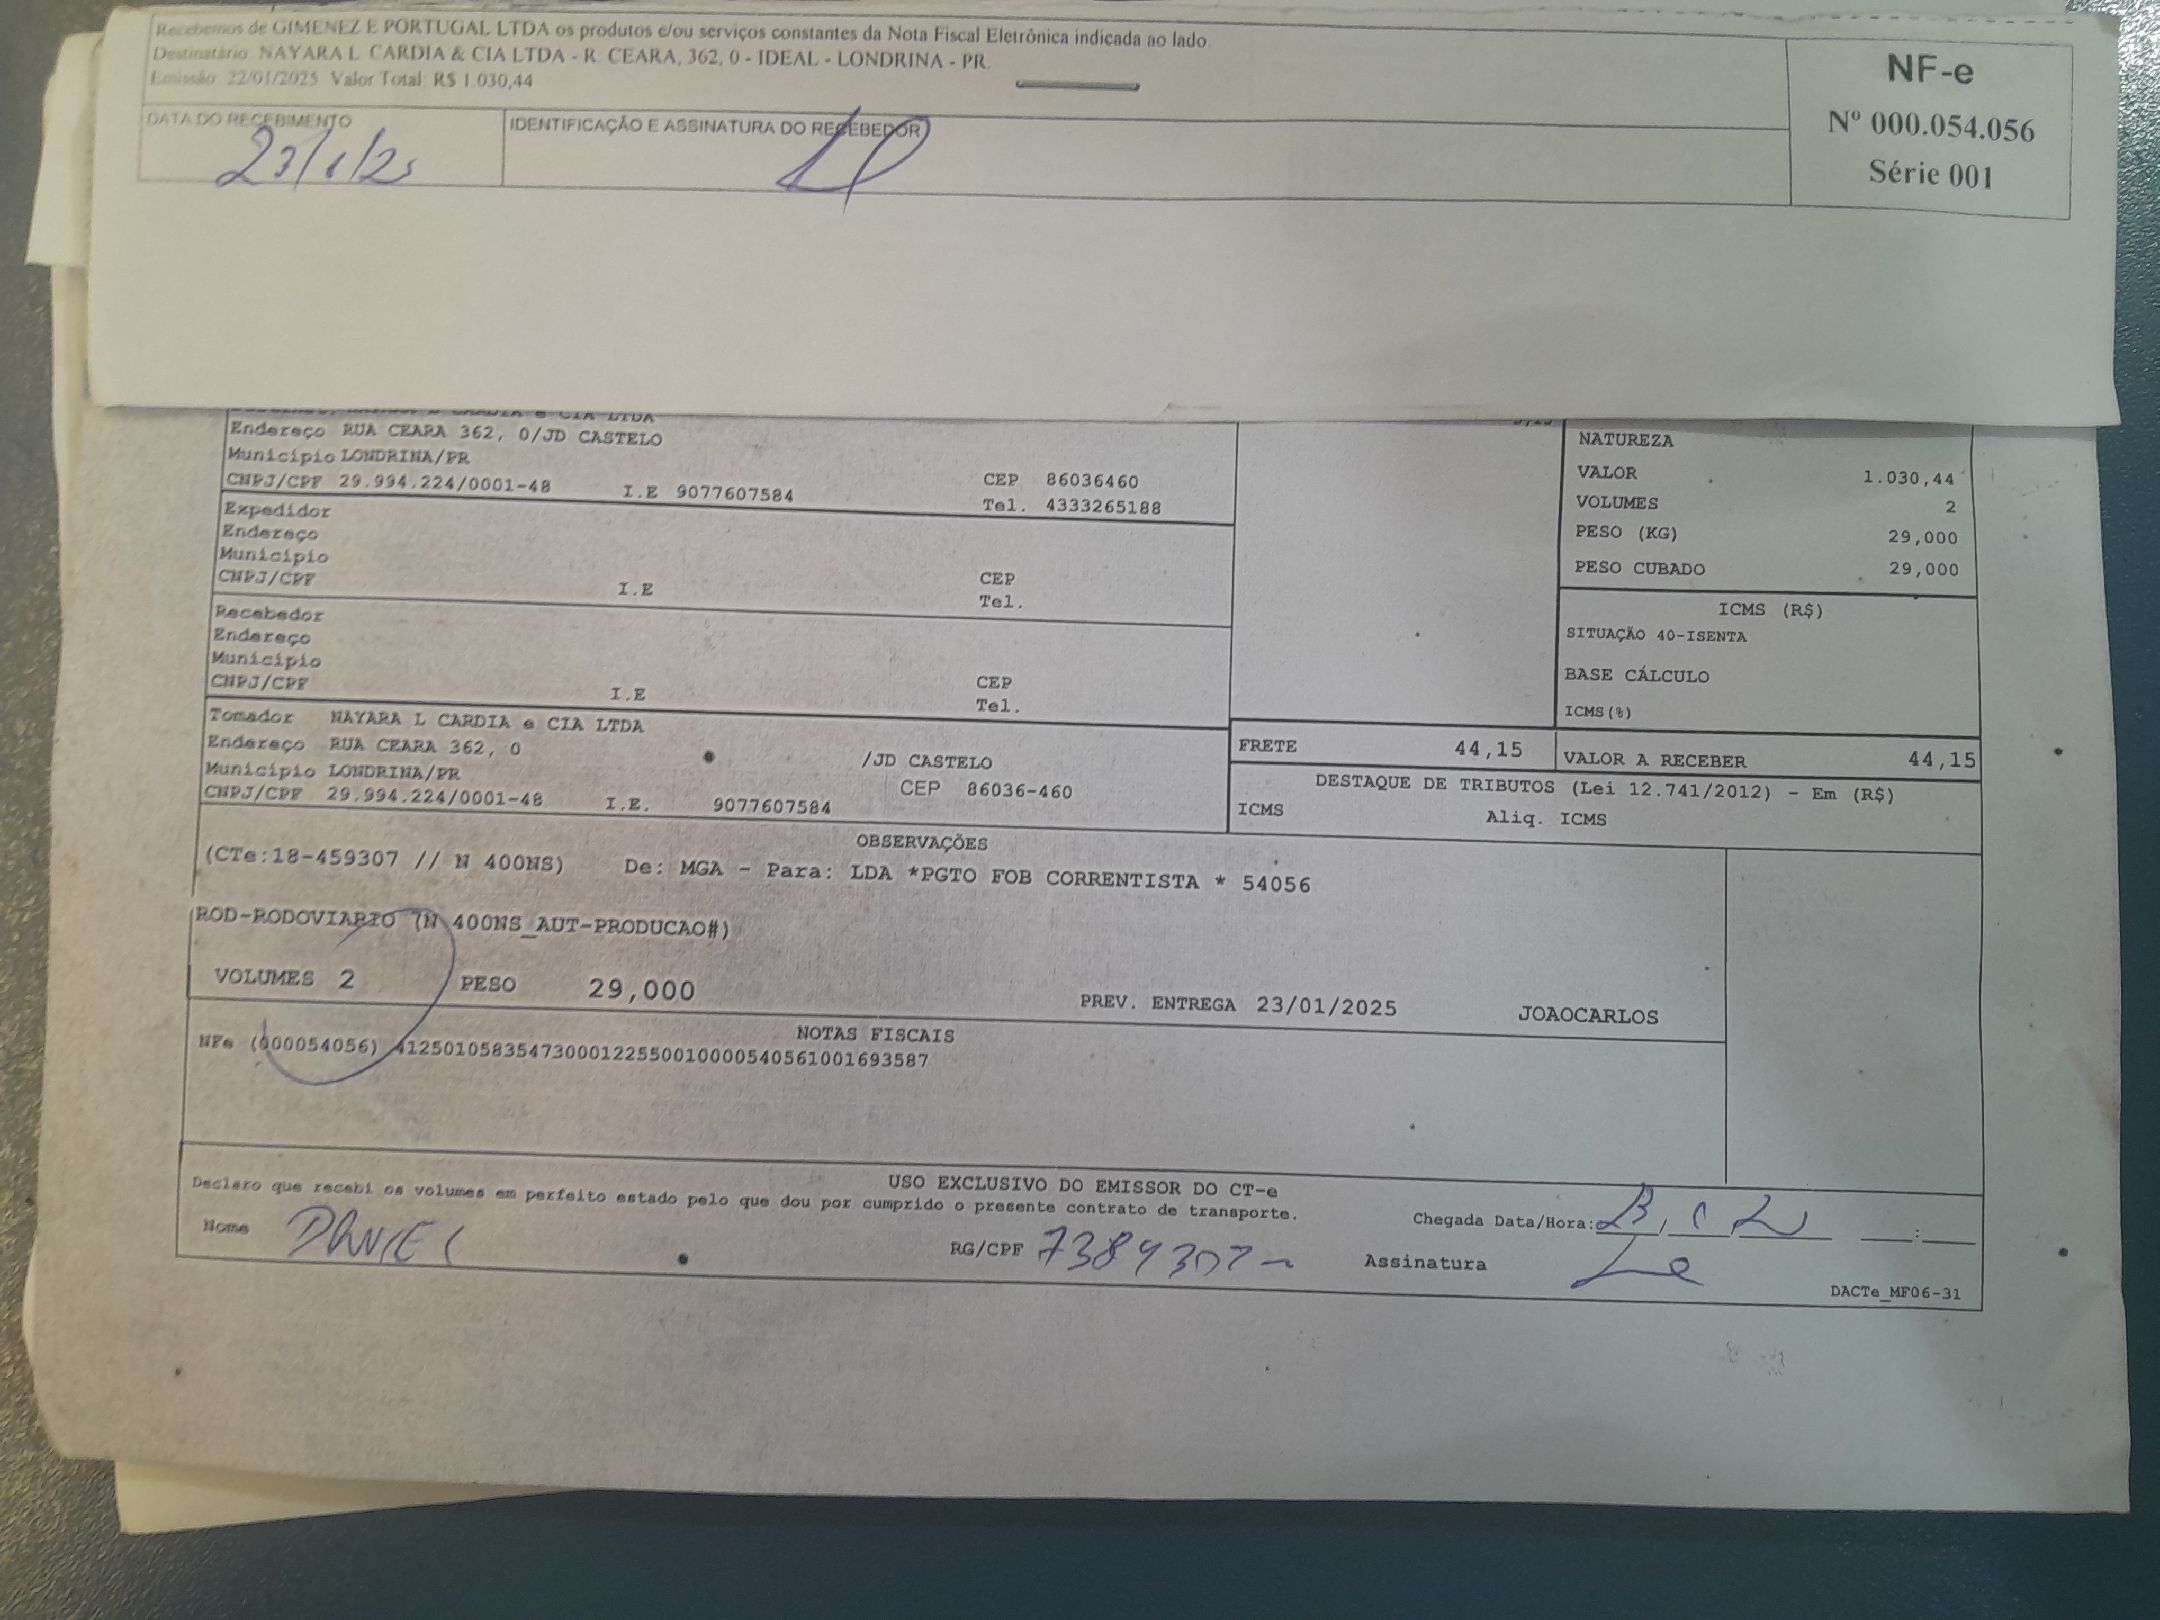 Recebemos de GIMENEZ E PORTUGAL LTDA os produtos e/ou serviços constantes da Nota Fiscal Eletrônica indicada ao lado.
Destinatário: NAYARA L CARDIA & CIA LTDA - R. CEARA, 362, 0 - IDEAL - LONDRINA - PR.
Emissão: 22/01/2025 Valor Total: R$ 1.030,44
NF-e
Nº 000.054.056
Série 001
DATA DO RECEBIMENTO
IDENTIFICAÇÃO E ASSINATURA DO RECEBEDOR
23/1/25
CARDIA e CIA LTDA
Endereço RUA CEARA 362, 0/JD CASTELO
Município LONDRINA/PR
CNPJ/CPF 29.994.224/0001-48 I.E 9077607584
CEP 86036460
Tel. 4333265188
Expedidor
Endereço
Município
CNPJ/CPF I.E
CEP
Tel.
Recebedor
Endereço
Município
CNPJ/CPF I.E
CEP
Tel.
Tomador NAYARA L CARDIA e CIA LTDA
Endereço RUA CEARA 362, 0 /JD CASTELO
Município LONDRINA/PR CEP 86036-460
CNPJ/CPF 29.994.224/0001-48 I.E. 9077607584
NATUREZA
VALOR 1.030,44
VOLUMES 2
PESO (KG) 29,000
PESO CUBADO 29,000
ICMS (R$)
SITUAÇÃO 40-ISENTA
BASE CÁLCULO
ICMS(%)
FRETE 44,15 VALOR A RECEBER 44,15
DESTAQUE DE TRIBUTOS (Lei 12.741/2012) - Em (R$)
ICMS Aliq. ICMS
OBSERVAÇÕES
(CTe:18-459307 // N 400NS) De: MGA - Para: LDA *PGTO FOB CORRENTISTA * 54056
ROD-RODOVIARIO (N 400NS_AUT-PRODUCAO#)
VOLUMES 2 PESO 29,000 PREV. ENTREGA 23/01/2025 JOAOCARLOS
NOTAS FISCAIS
NFe (000054056) 41250105835473000122550010000540561001693587
USO EXCLUSIVO DO EMISSOR DO CT-e
Declaro que recebi os volumes em perfeito estado pelo que dou por cumprido o presente contrato de transporte.
Chegada Data/Hora: :
Nome DANIEL RG/CPF Assinatura
DACTe_MF06-31